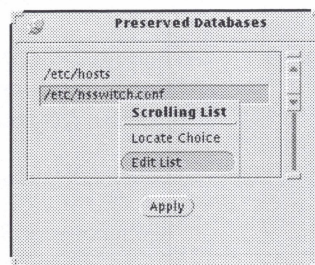 Preserved Databases
/etc/hosts
/etc/nsswitch.conf
Scrolling List
Locate Choice
Edit List
Apply